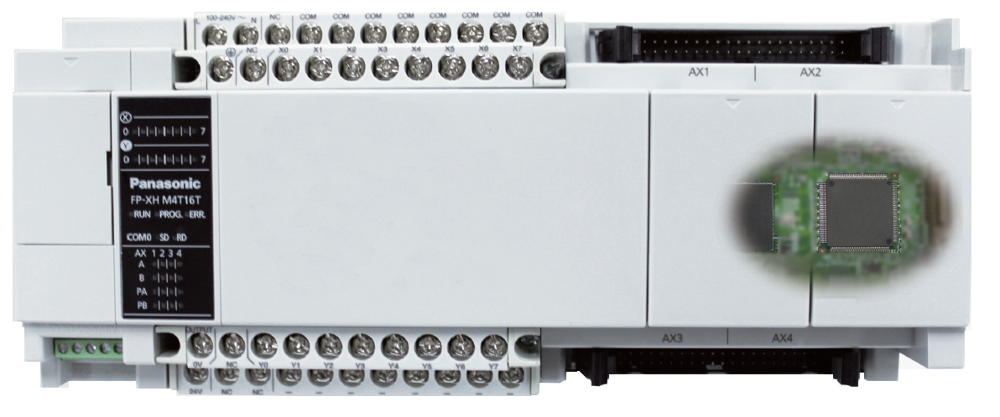 L 100-240V ~ N NC COM COM COM COM COM COM COM COM
NC X0 X1 X2 X3 X4 X5 X6 X7
AX1 AX2
X
0 7
Y
0 7
Panasonic
FP-XH M4T16T
RUN PROG. ERR.
COM0 SD RD
AX 1 2 3 4
A
B
PA
PB
AX3 AX4
OUTPUT
0V NC Y0 Y1 Y2 Y3 Y4 Y5 Y6 Y7
24V NC NC – – – – – – – –